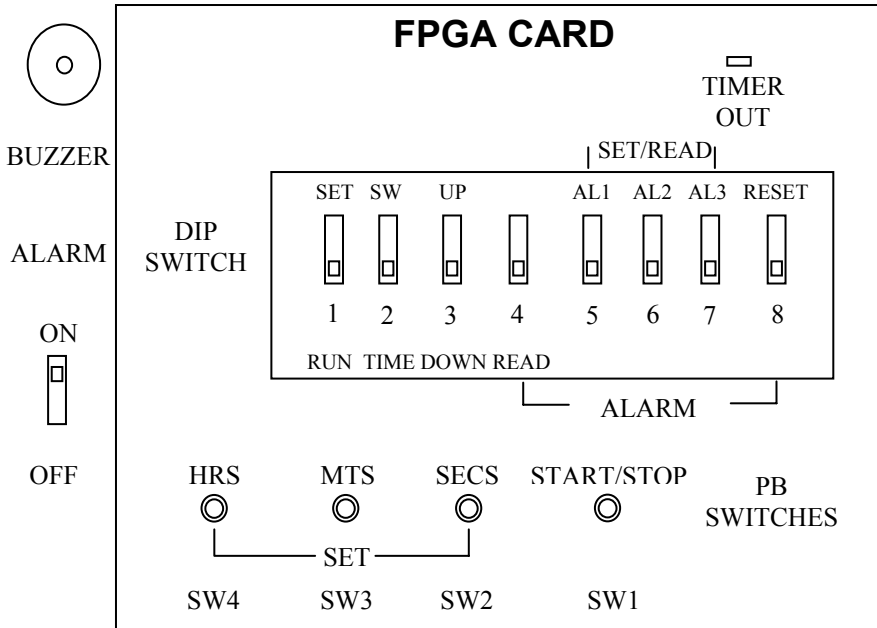 FPGA CARD
TIMER
OUT
BUZZER
SET/READ
SET SW UP AL1 AL2 AL3 RESET
DIP
SWITCH
ALARM
1 2 3 4 5 6 7 8
ON
RUN TIME DOWN READ
ALARM
OFF
HRS MTS SECS START/STOP
PB
SWITCHES
SET
SW4 SW3 SW2 SW1